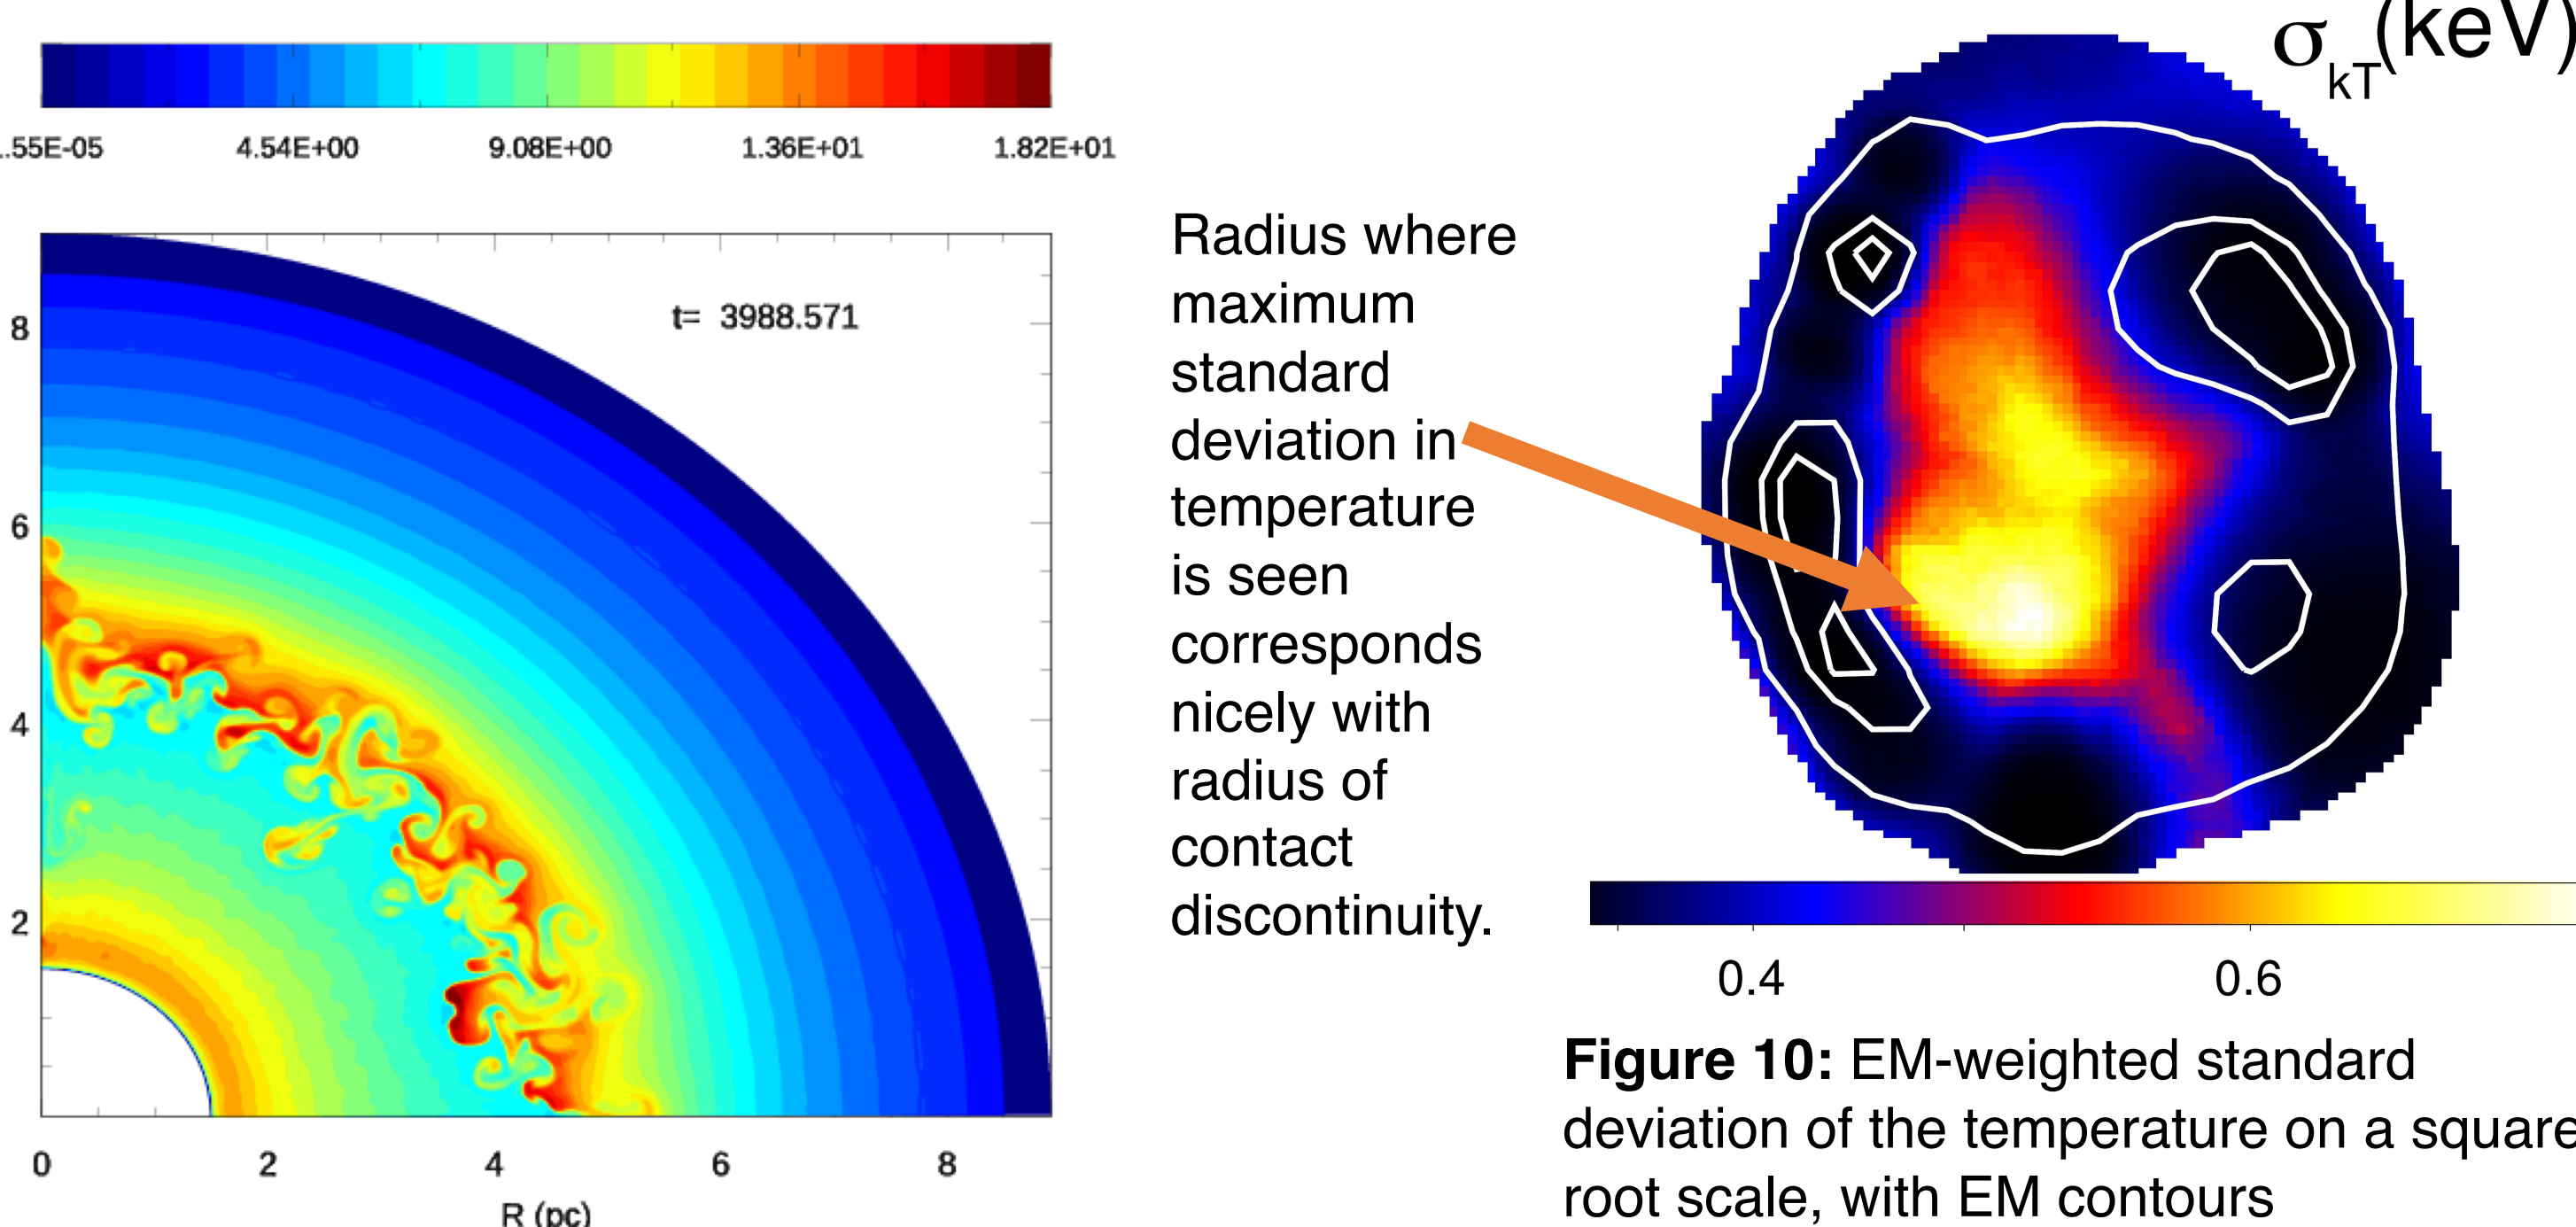 .55E-05 4.54E+00 9.08E+00 1.36E+01 1.82E+01
t= 3988.571
8
6
4
2
0 2 4 6 8
R (pc)
Radius where
maximum
standard
deviation in
temperature
is seen
corresponds
nicely with
radius of
contact
discontinuity.
σkT(keV)
0.4 0.6
Figure 10: EM-weighted standard
deviation of the temperature on a square
root scale, with EM contours